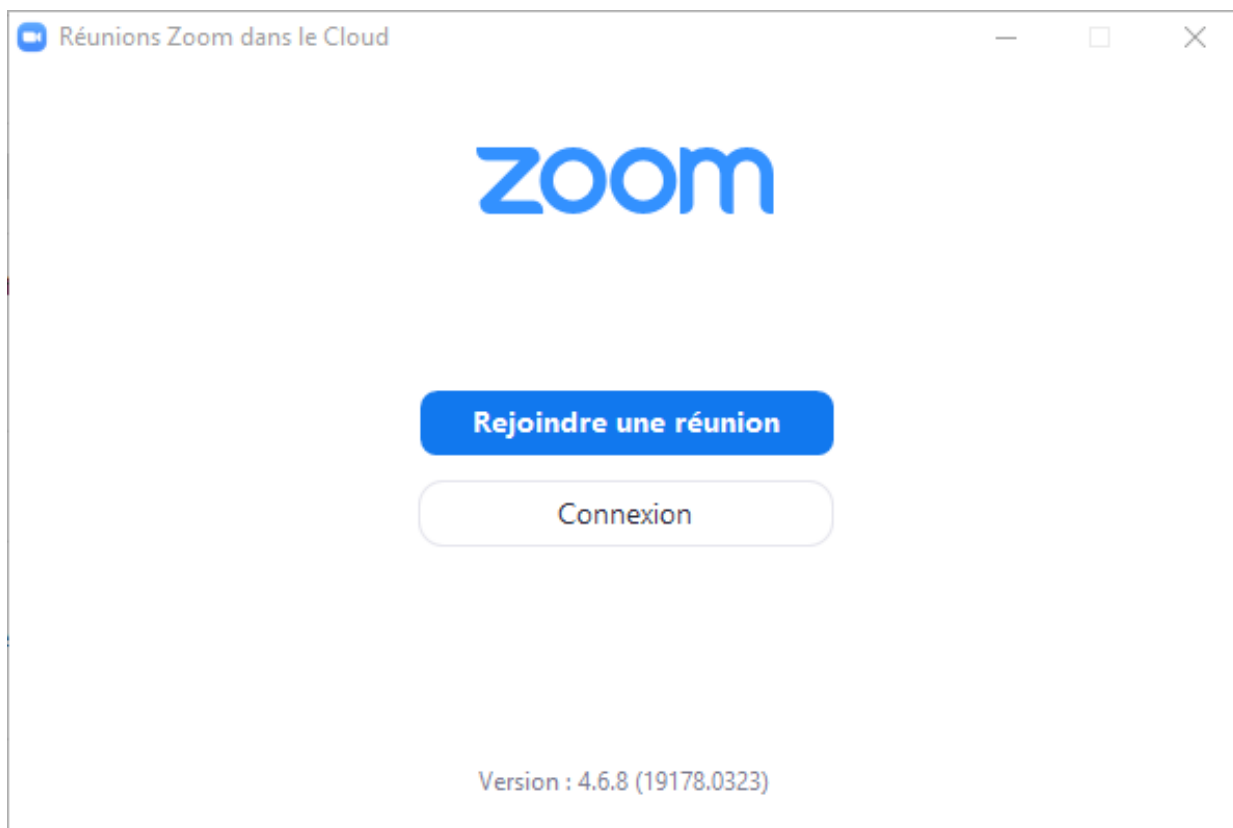 Réunions Zoom dans le Cloud
zoom
Rejoindre une réunion
Connexion
Version : 4.6.8 (19178.0323)